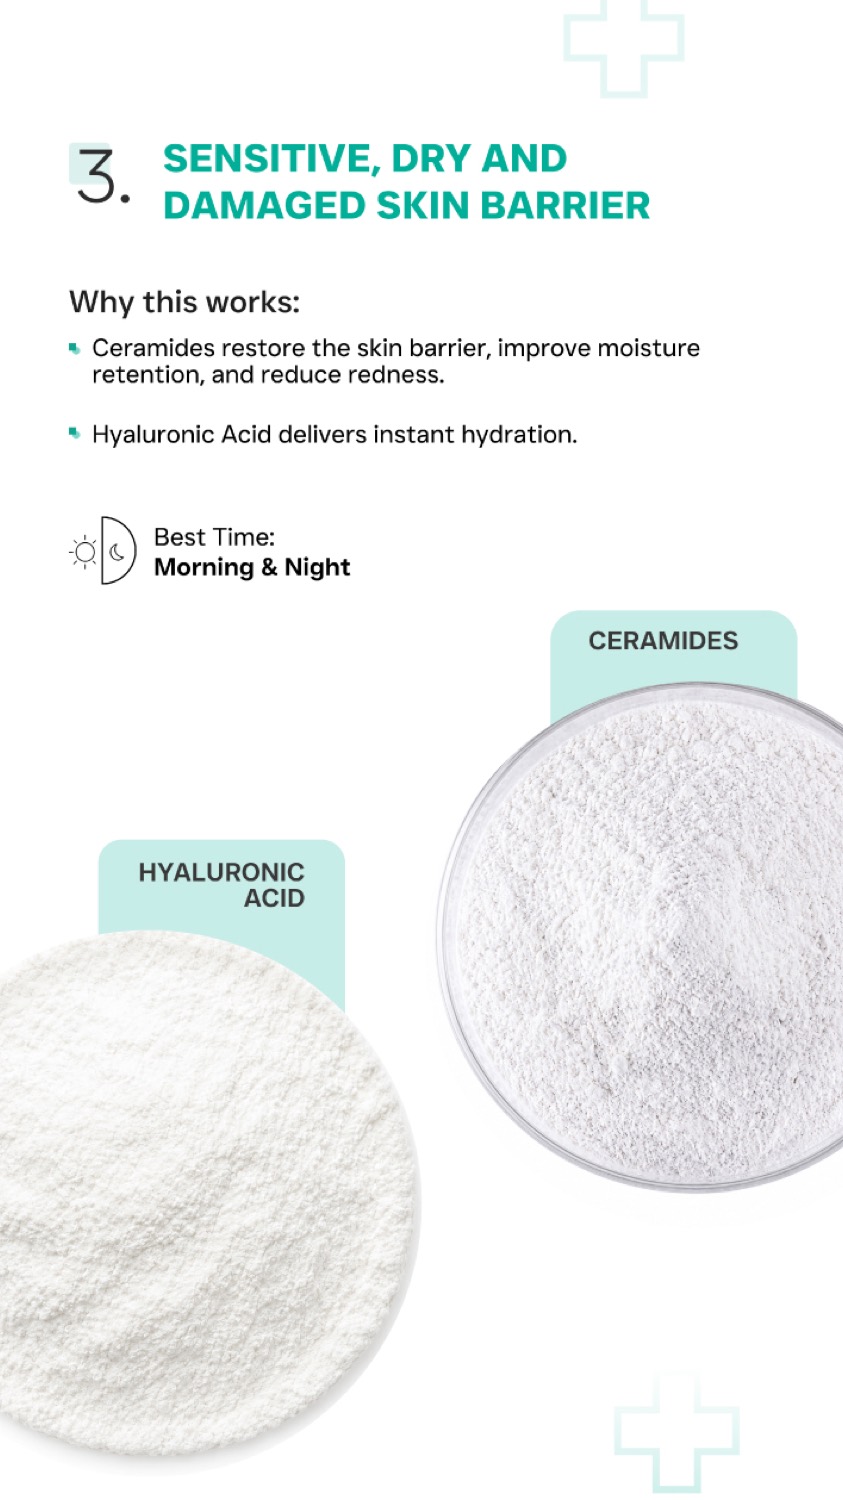 3.
SENSITIVE, DRY AND
DAMAGED SKIN BARRIER
Why this works:
Ceramides restore the skin barrier, improve moisture
retention, and reduce redness.
Hyaluronic Acid delivers instant hydration.
Best Time:
Morning & Night
CERAMIDES
HYALURONIC
ACID